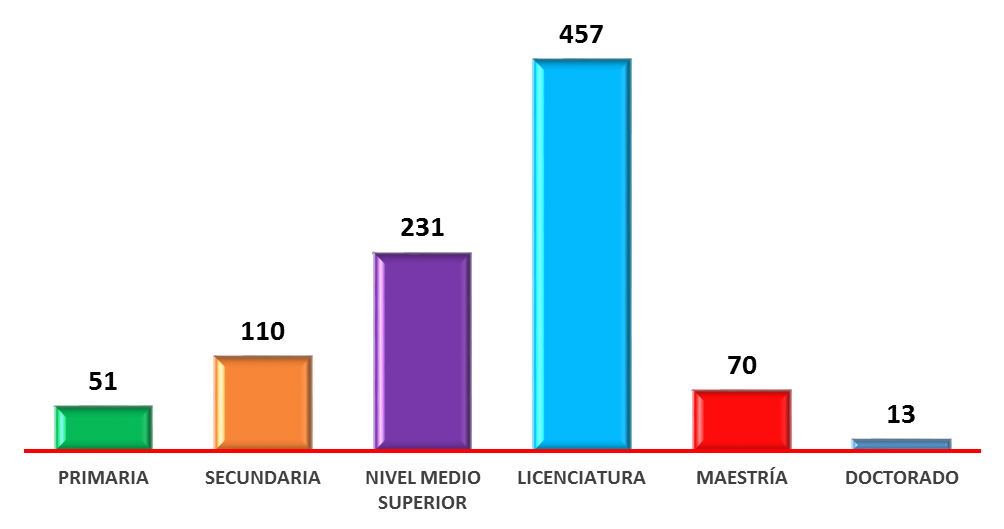 457
231
110
70
51
13
PRIMARIA
SECUNDARIA
NIVEL MEDIO
SUPERIOR
LICENCIATURA
MAESTRÍA
DOCTORADO